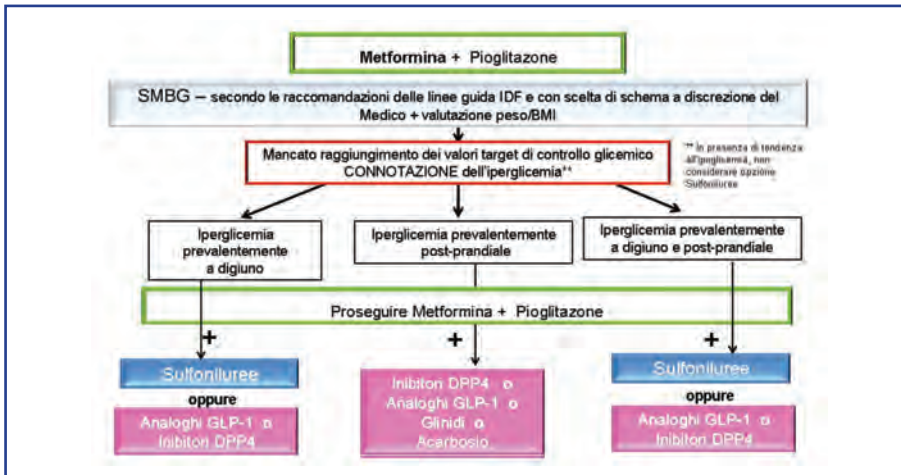 Metformina + Pioglitazone
SMBG – secondo le raccomandazioni delle linee guida IDF e con scelta di schema a discrezione del
Medico + valutazione peso/BMI
Mancato raggiungimento dei valori target di controllo glicemico
CONNOTAZIONE dell'iperglicemia**
** In presenza di tendenza
all'ipoglicemia, non
considerare opzione
Sulfoniluree
Iperglicemia
prevalentemente
a digiuno
Iperglicemia prevalentemente
post-prandiale
Iperglicemia prevalentemente
a digiuno e post-prandiale
Proseguire Metformina + Pioglitazone
+
+
+
Sulfoniluree
oppure
Analoghi GLP-1 o
Inibitori DPP4
Inibitori DPP4 o
Analoghi GLP-1 o
Glinidi o
Acarbosio
Sulfoniluree
oppure
Analoghi GLP-1 o
Inibitori DPP4